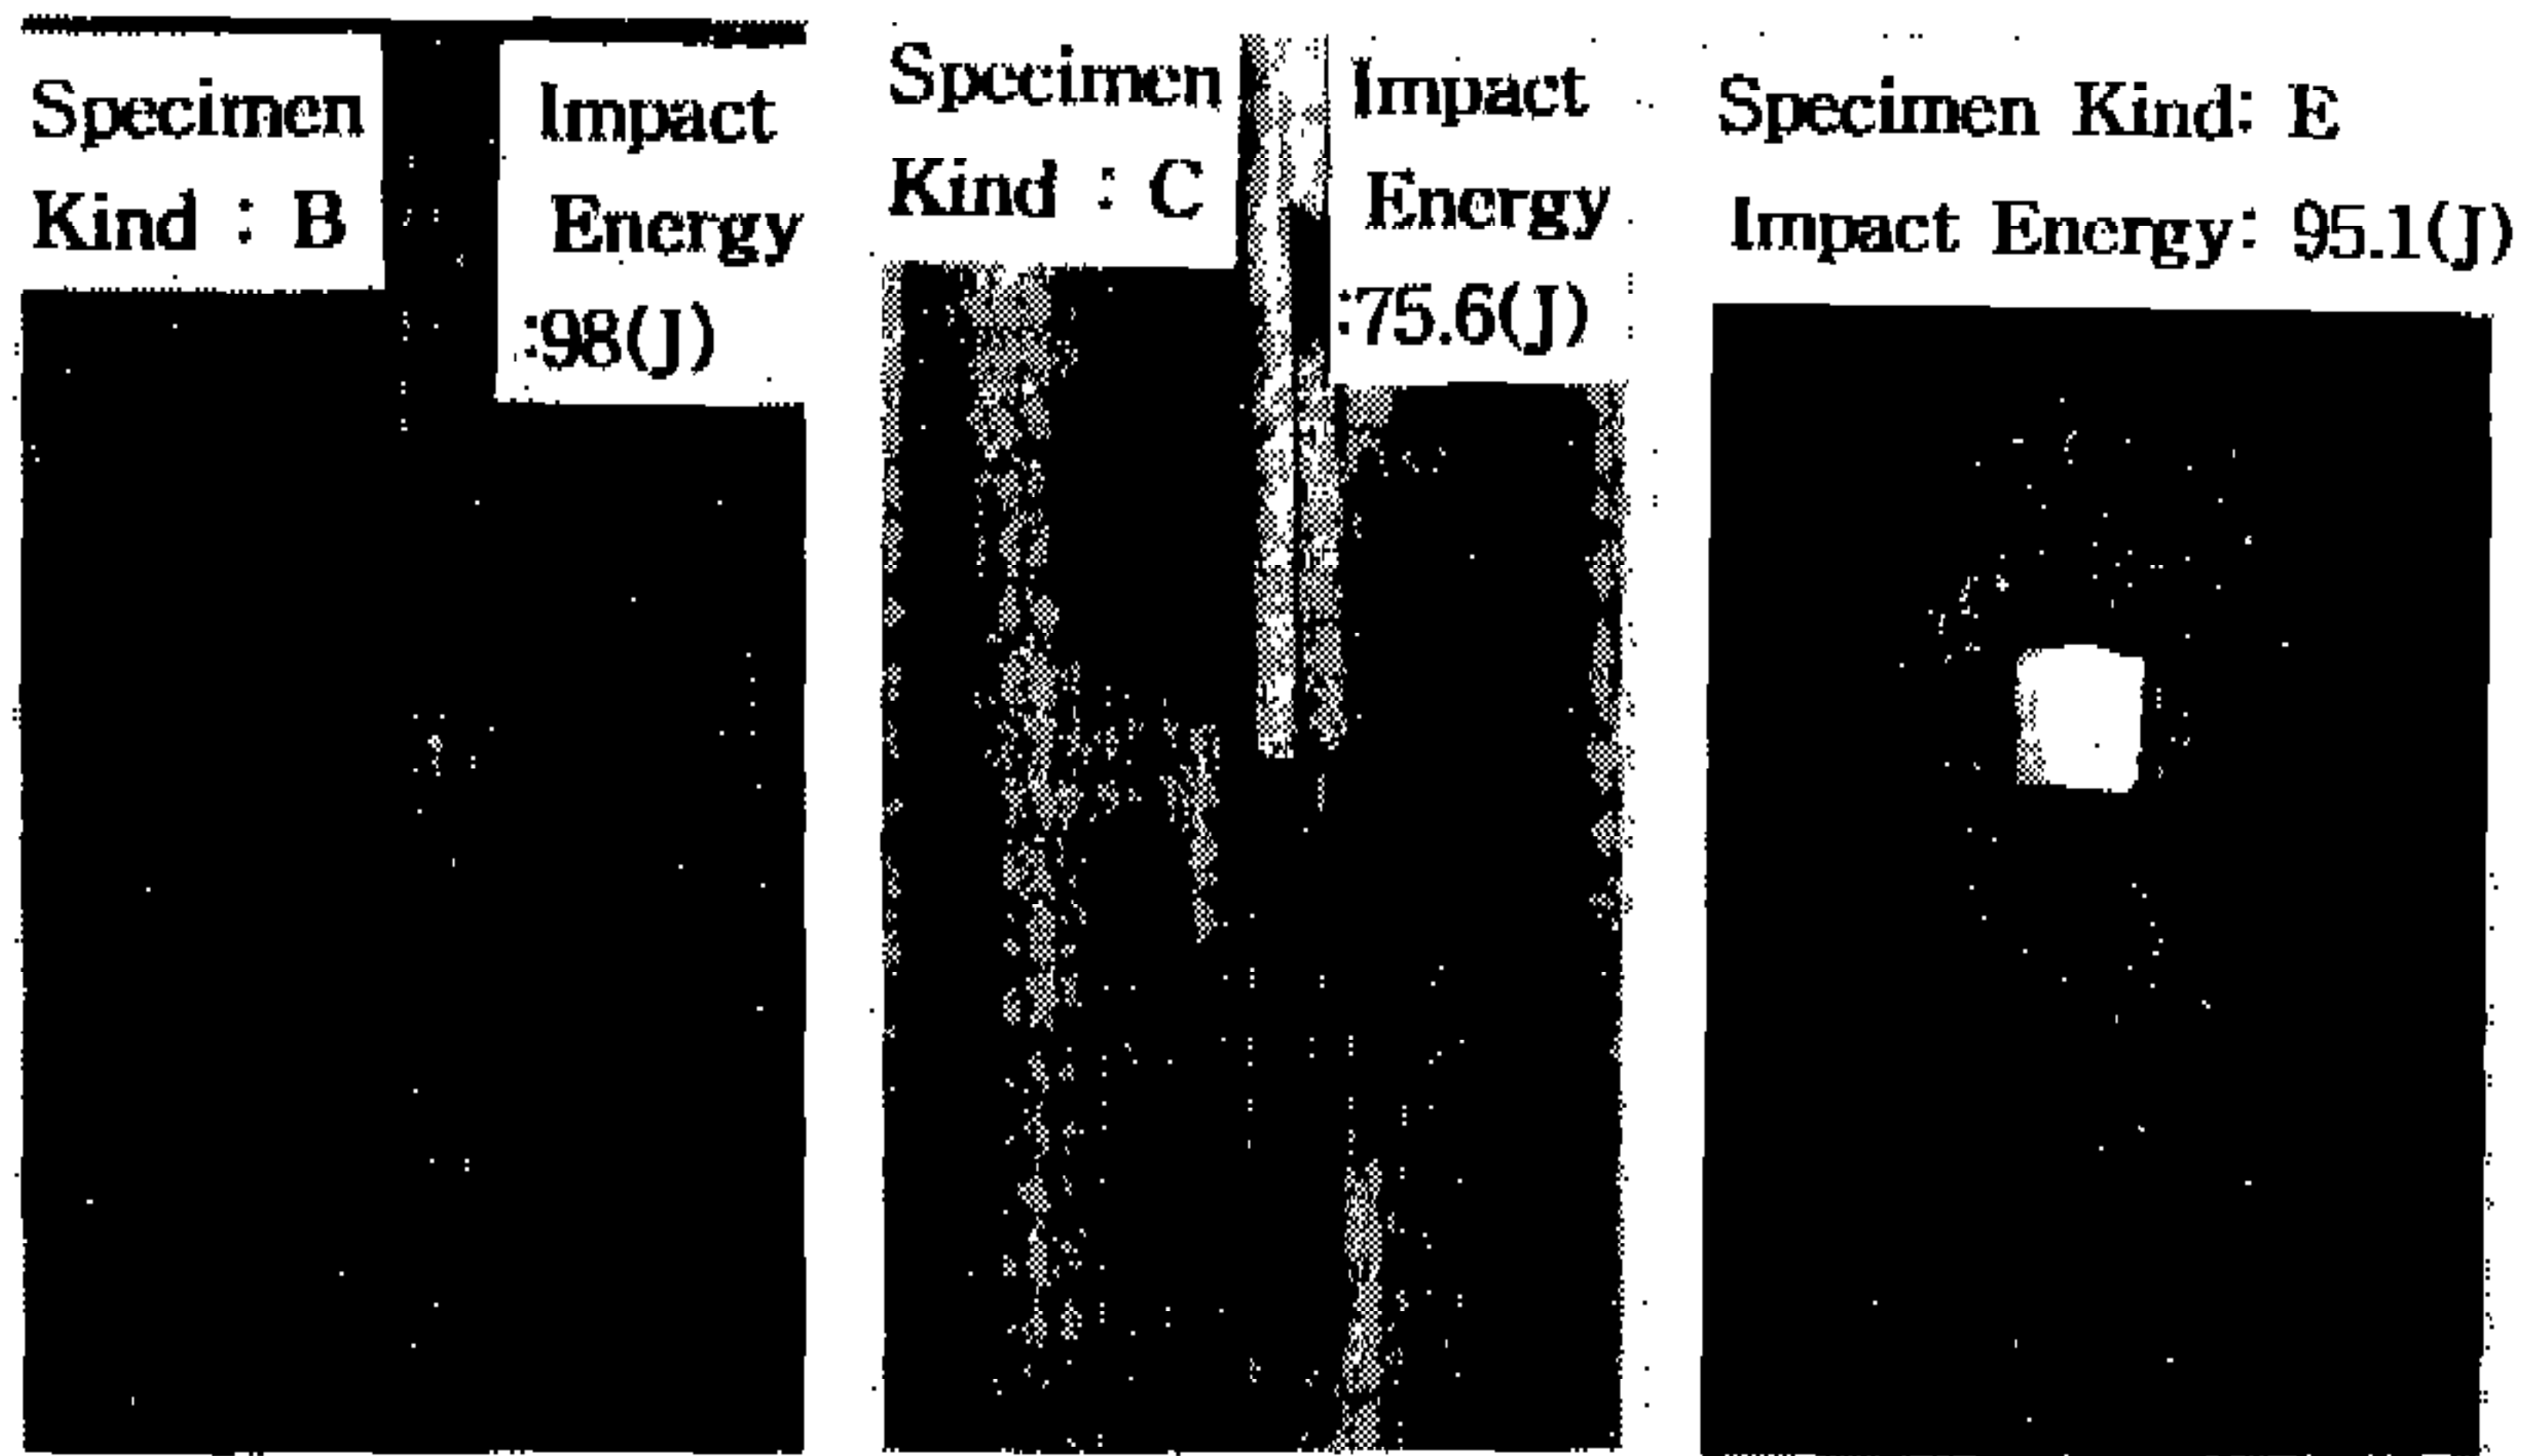 Specimen
Kind : B
Impact
Energy
:98(J)
Specimen
Kind : C
Impact
Energy
:75.6(J)
Specimen Kind: E
Impact Energy: 95.1(J)